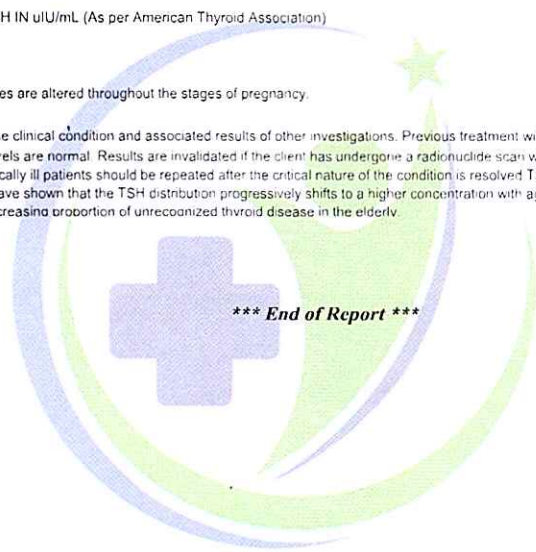 H IN uIU/mL (As per American Thyroid Association)
es are altered throughout the stages of pregnancy.
e clinical condition and associated results of other investigations. Previous treatment wi
vels are normal. Results are invalidated if the client has undergone a radionuclide scan w
cally ill patients should be repeated after the critical nature of the condition is resolved T
ave shown that the TSH distribution progressively shifts to a higher concentration with a
creasing proportion of unrecognized thyroid disease in the elderly.
*** End of Report ***